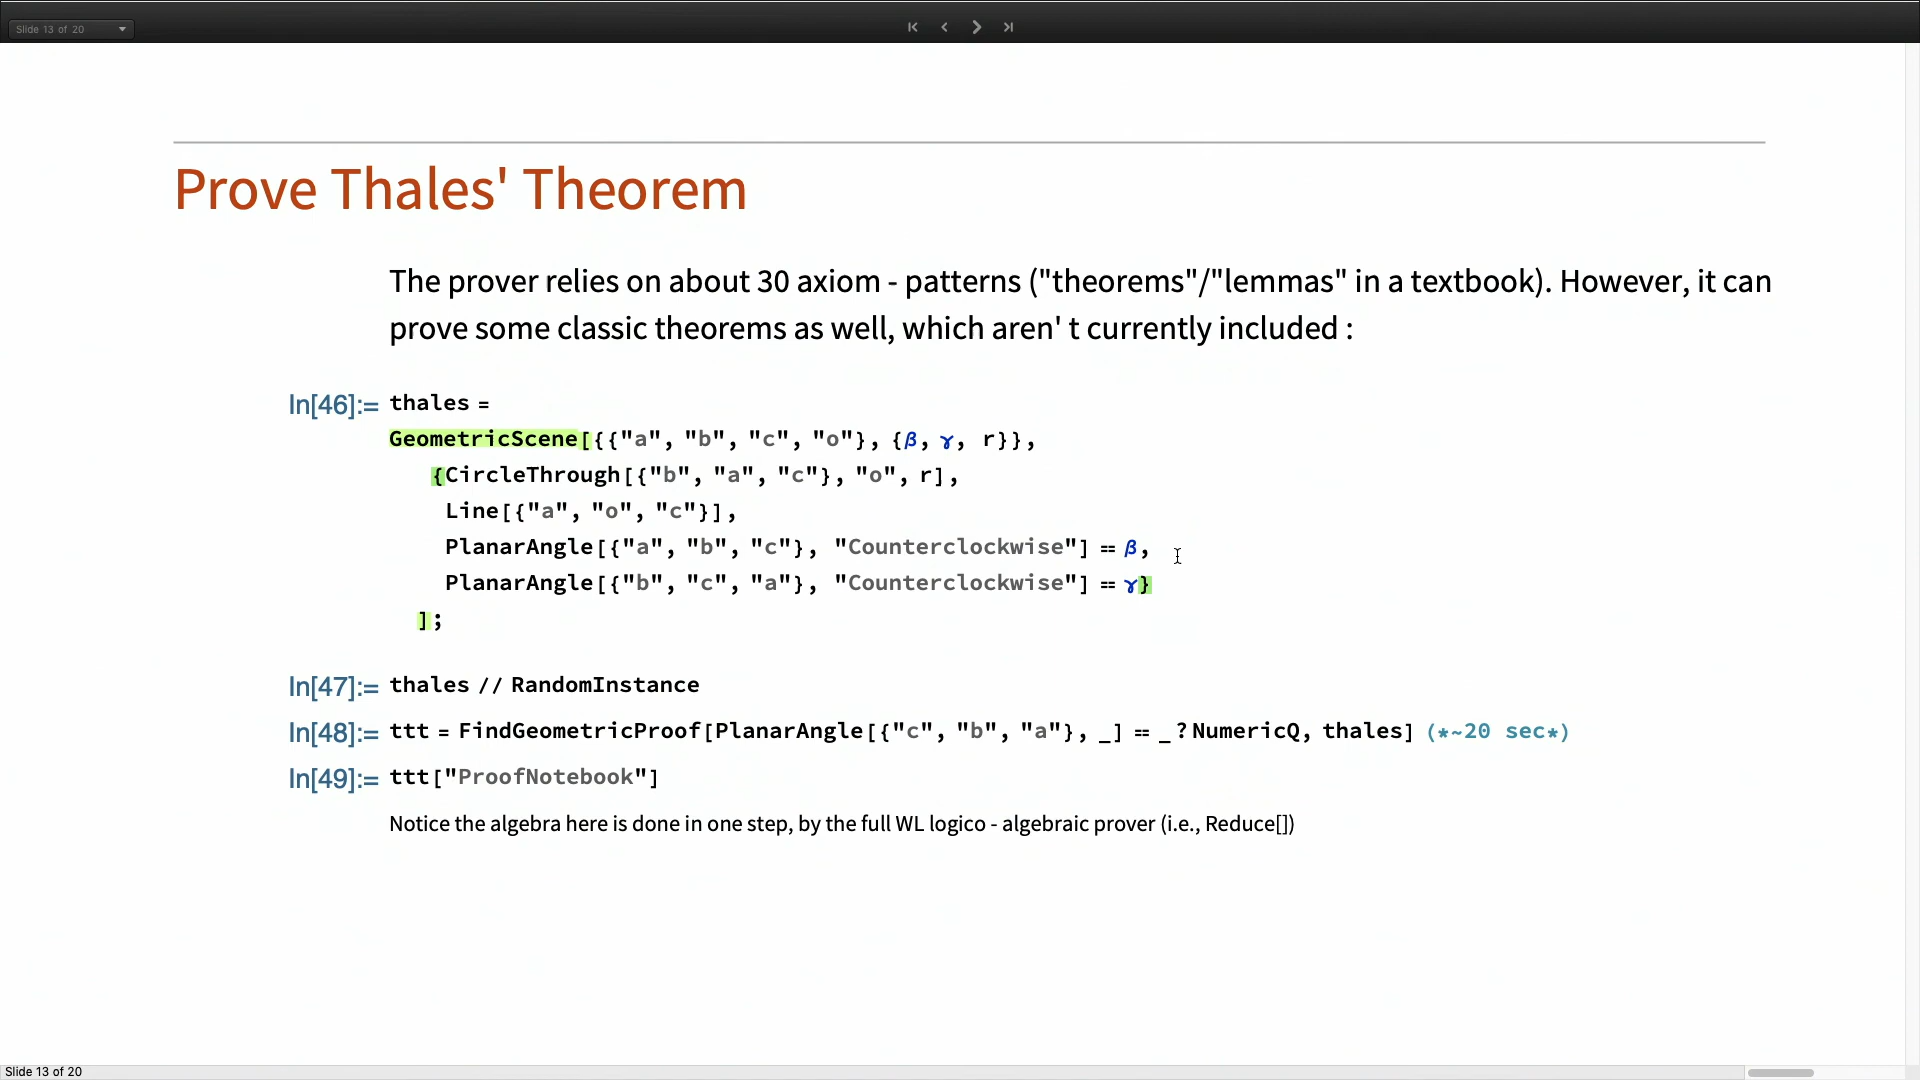 Slide 13 of 20
Prove Thales' Theorem
The prover relies on about 30 axiom - patterns ("theorems"/"lemmas" in a textbook). However, it can
prove some classic theorems as well, which aren' t currently included :
In[46]:= thales =
GeometricScene[{{"a", "b", "c", "o"}, {β, γ, r}},
{CircleThrough[{"b", "a", "c"}, "o", r],
Line[{"a", "o", "c"}],
PlanarAngle[{"a", "b", "c"}, "Counterclockwise"] == β,
PlanarAngle[{"b", "c", "a"}, "Counterclockwise"] == γ}
];
In[47]:= thales // RandomInstance
In[48]:= ttt = FindGeometricProof[PlanarAngle[{"c", "b", "a"}, _] == _?NumericQ, thales] (*~20 sec*)
In[49]:= ttt["ProofNotebook"]
Notice the algebra here is done in one step, by the full WL logico - algebraic prover (i.e., Reduce[])
Slide 13 of 20